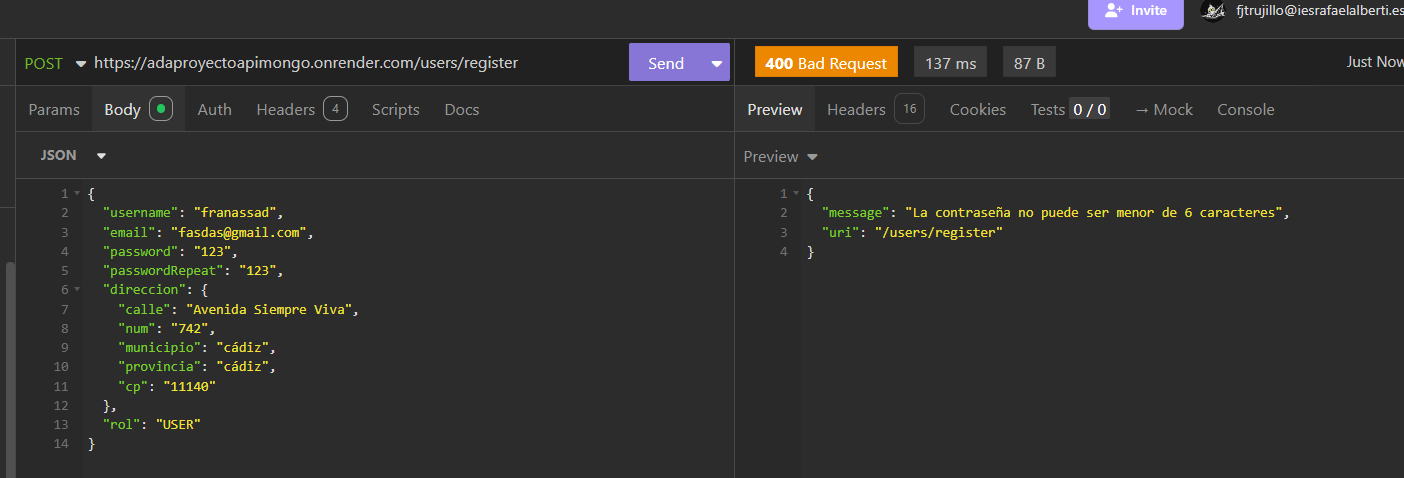 Invite
fjtrujillo@iesrafaelalberti.es
POST https://adaproyectoapimongo.onrender.com/users/register Send
400 Bad Request 137 ms 87 B Just Now
Params Body Auth Headers 4 Scripts Docs
Preview Headers 16 Cookies Tests 0 / 0 → Mock Console
JSON
Preview
1 {
2 "username": "franassad",
3 "email": "fasdas@gmail.com",
4 "password": "123",
5 "passwordRepeat": "123",
6 "direccion": {
7 "calle": "Avenida Siempre Viva",
8 "num": "742",
9 "municipio": "cádiz",
10 "provincia": "cádiz",
11 "cp": "11140"
12 },
13 "rol": "USER"
14 }
1 {
2 "message": "La contraseña no puede ser menor de 6 caracteres",
3 "uri": "/users/register"
4 }